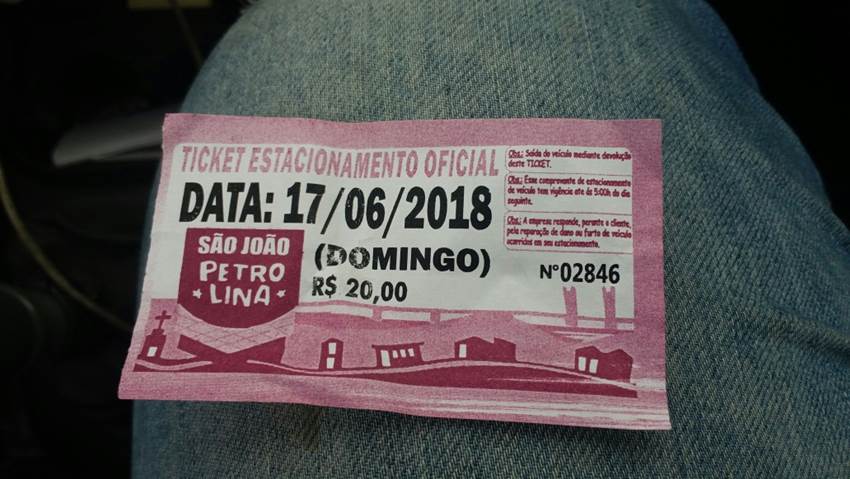 TICKET ESTACIONAMENTO OFICIAL
DATA: 17/06/2018
(DOMINGO)
R$ 20,00
SÃO JOÃO
PETRO
LINA
Obs.: Saída do veículo mediante devolução
deste TICKET.
Obs.: Esse comprovante de estacionamento
de veículo tem vigência até ás 5:00h do dia
seguinte.
Obs.: A empresa responde, perante o cliente,
pela reparação de dano ou furto de veículo
ocorridos em seu estacionamento.
N°02846